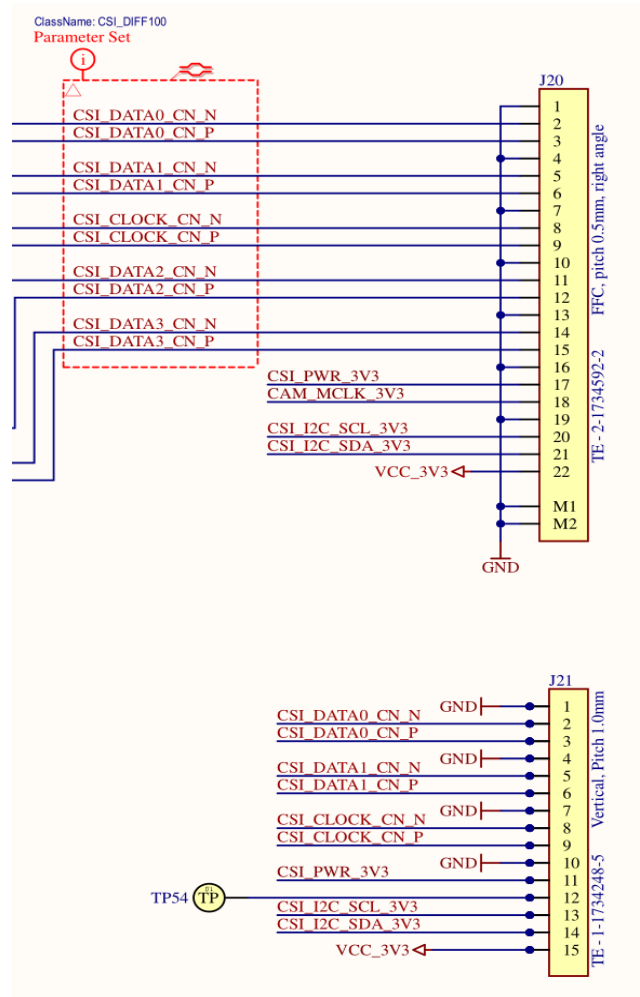 ClassName: CSI_DIFF100
Parameter Set
i
J20
1
CSI_DATA0_CN_N 2
CSI_DATA0_CN_P 3
4
CSI_DATA1_CN_N 5
CSI_DATA1_CN_P 6
7
CSI_CLOCK_CN_N 8
CSI_CLOCK_CN_P 9
10
CSI_DATA2_CN_N 11
CSI_DATA2_CN_P 12
13
CSI_DATA3_CN_N 14
CSI_DATA3_CN_P 15
16
CSI_PWR_3V3 17
CAM_MCLK_3V3 18
19
CSI_I2C_SCL_3V3 20
CSI_I2C_SDA_3V3 21
VCC_3V3 22
M1
M2
GND
FFC, pitch 0.5mm, right angle
TE - 2-1734592-2
J21
GND 1
CSI_DATA0_CN_N 2
CSI_DATA0_CN_P 3
GND 4
CSI_DATA1_CN_N 5
CSI_DATA1_CN_P 6
GND 7
CSI_CLOCK_CN_N 8
CSI_CLOCK_CN_P 9
GND 10
CSI_PWR_3V3 11
TP54 TP 12
CSI_I2C_SCL_3V3 13
CSI_I2C_SDA_3V3 14
VCC_3V3 15
Vertical, Pitch 1.0mm
TE - 1-1734248-5